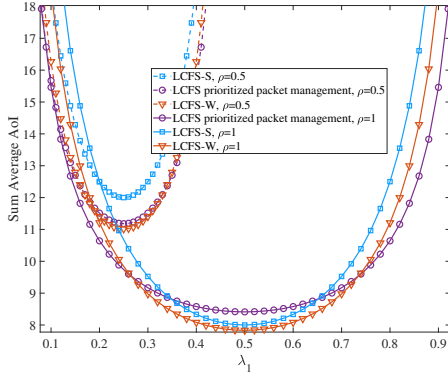 18
17
16
15
14
13
12
11
10
9
8
Sum Average AoI
LCFS-S, ρ=0.5
LCFS prioritized packet management, ρ=0.5
LCFS-W, ρ=0.5
LCFS prioritized packet management, ρ=1
LCFS-S, ρ=1
LCFS-W, ρ=1
0.1 0.2 0.3 0.4 0.5 0.6 0.7 0.8 0.9
λ1